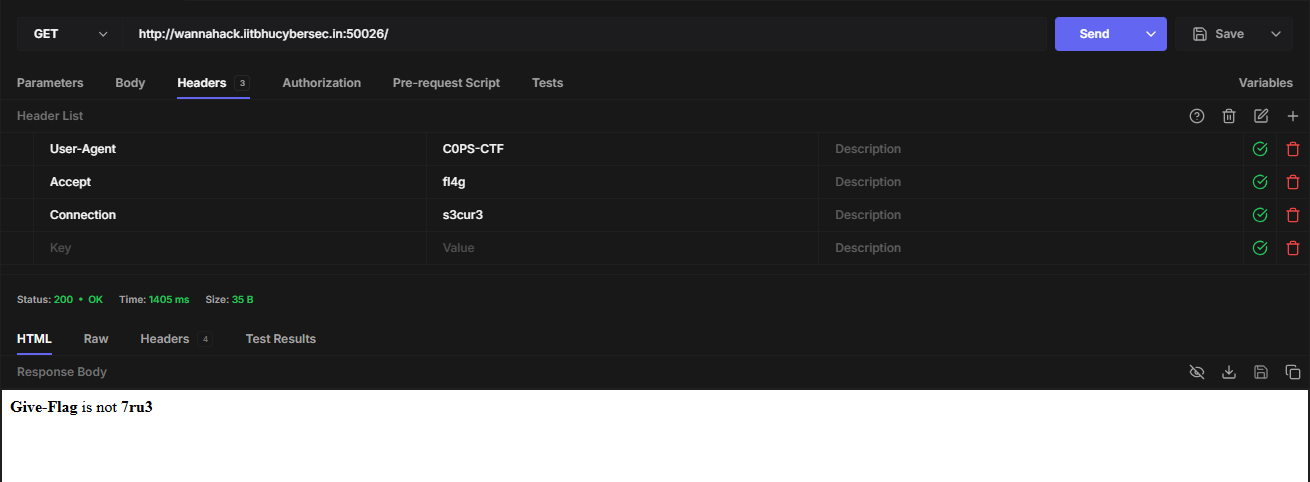 GET http://wannahack.iitbhucybersec.in:50026/ Send Save
Parameters Body Headers 3 Authorization Pre-request Script Tests Variables
Header List
User-Agent C0PS-CTF Description
Accept fl4g Description
Connection s3cur3 Description
Key Value Description
Status: 200 • OK Time: 1405 ms Size: 35 B
HTML Raw Headers 4 Test Results
Response Body
Give-Flag is not 7ru3